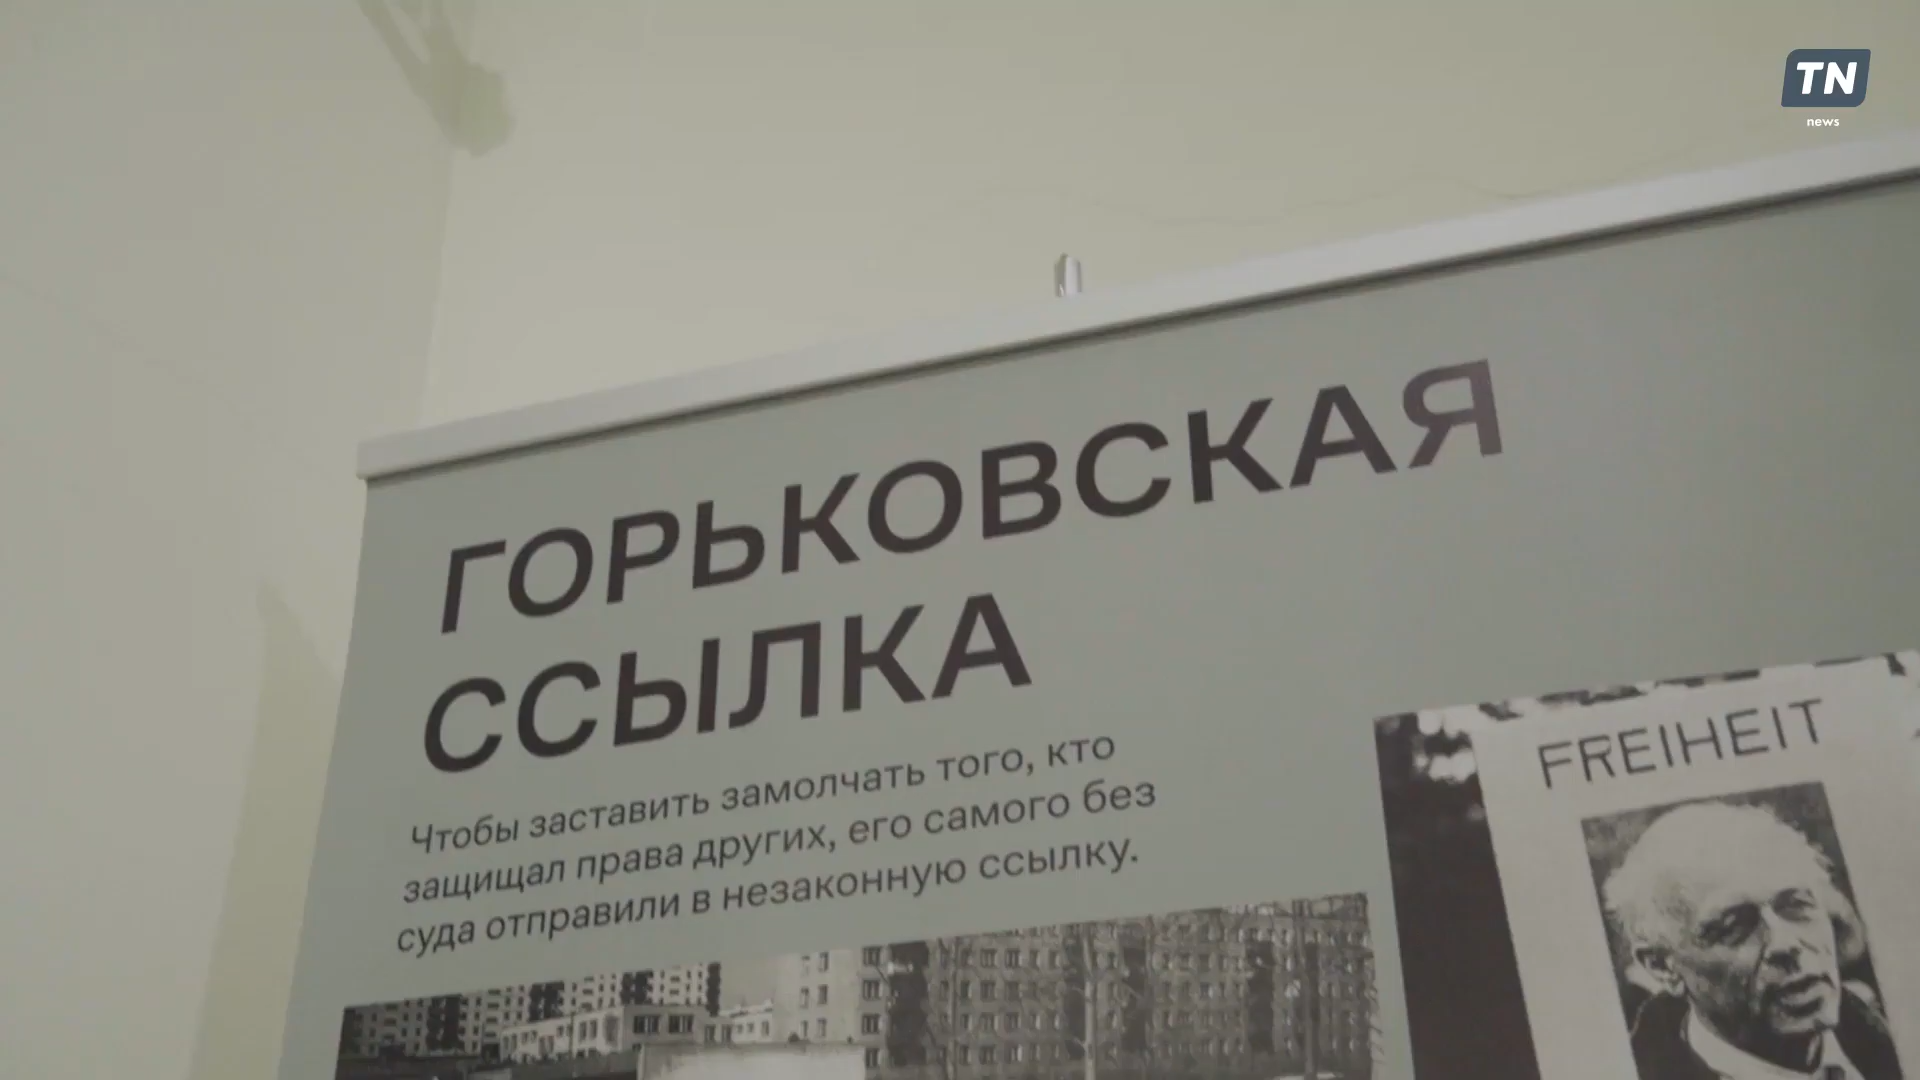 TN
news
ГОРЬКОВСКАЯ
ССЫЛКА
Чтобы заставить замолчать того, кто
защищал права других, его самого без
суда отправили в незаконную ссылку.
FREIHEIT